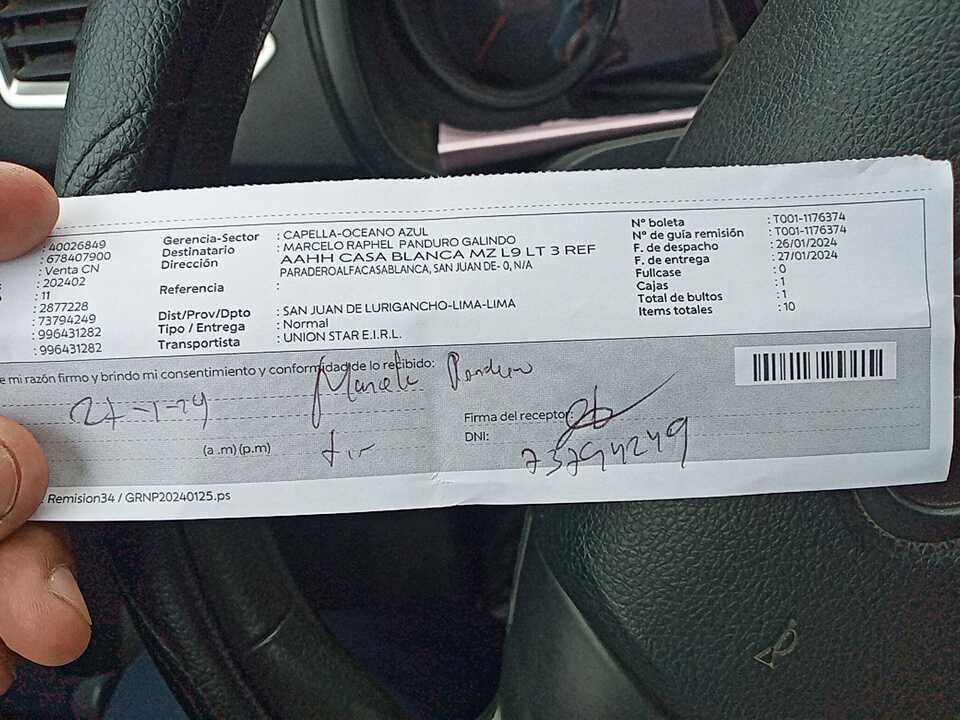 : 40026849
: 678407900
: Venta CN
: 202402
: 11
: 2877228
: 73794249
: 996431282
: 996431282
Gerencia-Sector : CAPELLA-OCEANO AZUL
Destinatario : MARCELO RAPHEL PANDURO GALINDO
Dirección AAHH CASA BLANCA MZ L9 LT 3 REF
PARADEROALFACASABLANCA, SAN JUAN DE- 0, N/A
Referencia :
Dist/Prov/Dpto : SAN JUAN DE LURIGANCHO-LIMA-LIMA
Tipo / Entrega : Normal
Transportista : UNION STAR E.I.R.L.
N° boleta : T001-1176374
N° de guía remisión : T001-1176374
F. de despacho : 26/01/2024
F. de entrega : 27/01/2024
Fullcase : 0
Cajas : 1
Total de bultos : 1
Items totales : 10
e mi razón firmo y brindo mi consentimiento y conformidad de lo recibido: Marcelo Panduro
27-1-24
(a .m) (p.m)
Firma del receptor:
DNI: 73794249
Remision34 / GRNP20240125.ps